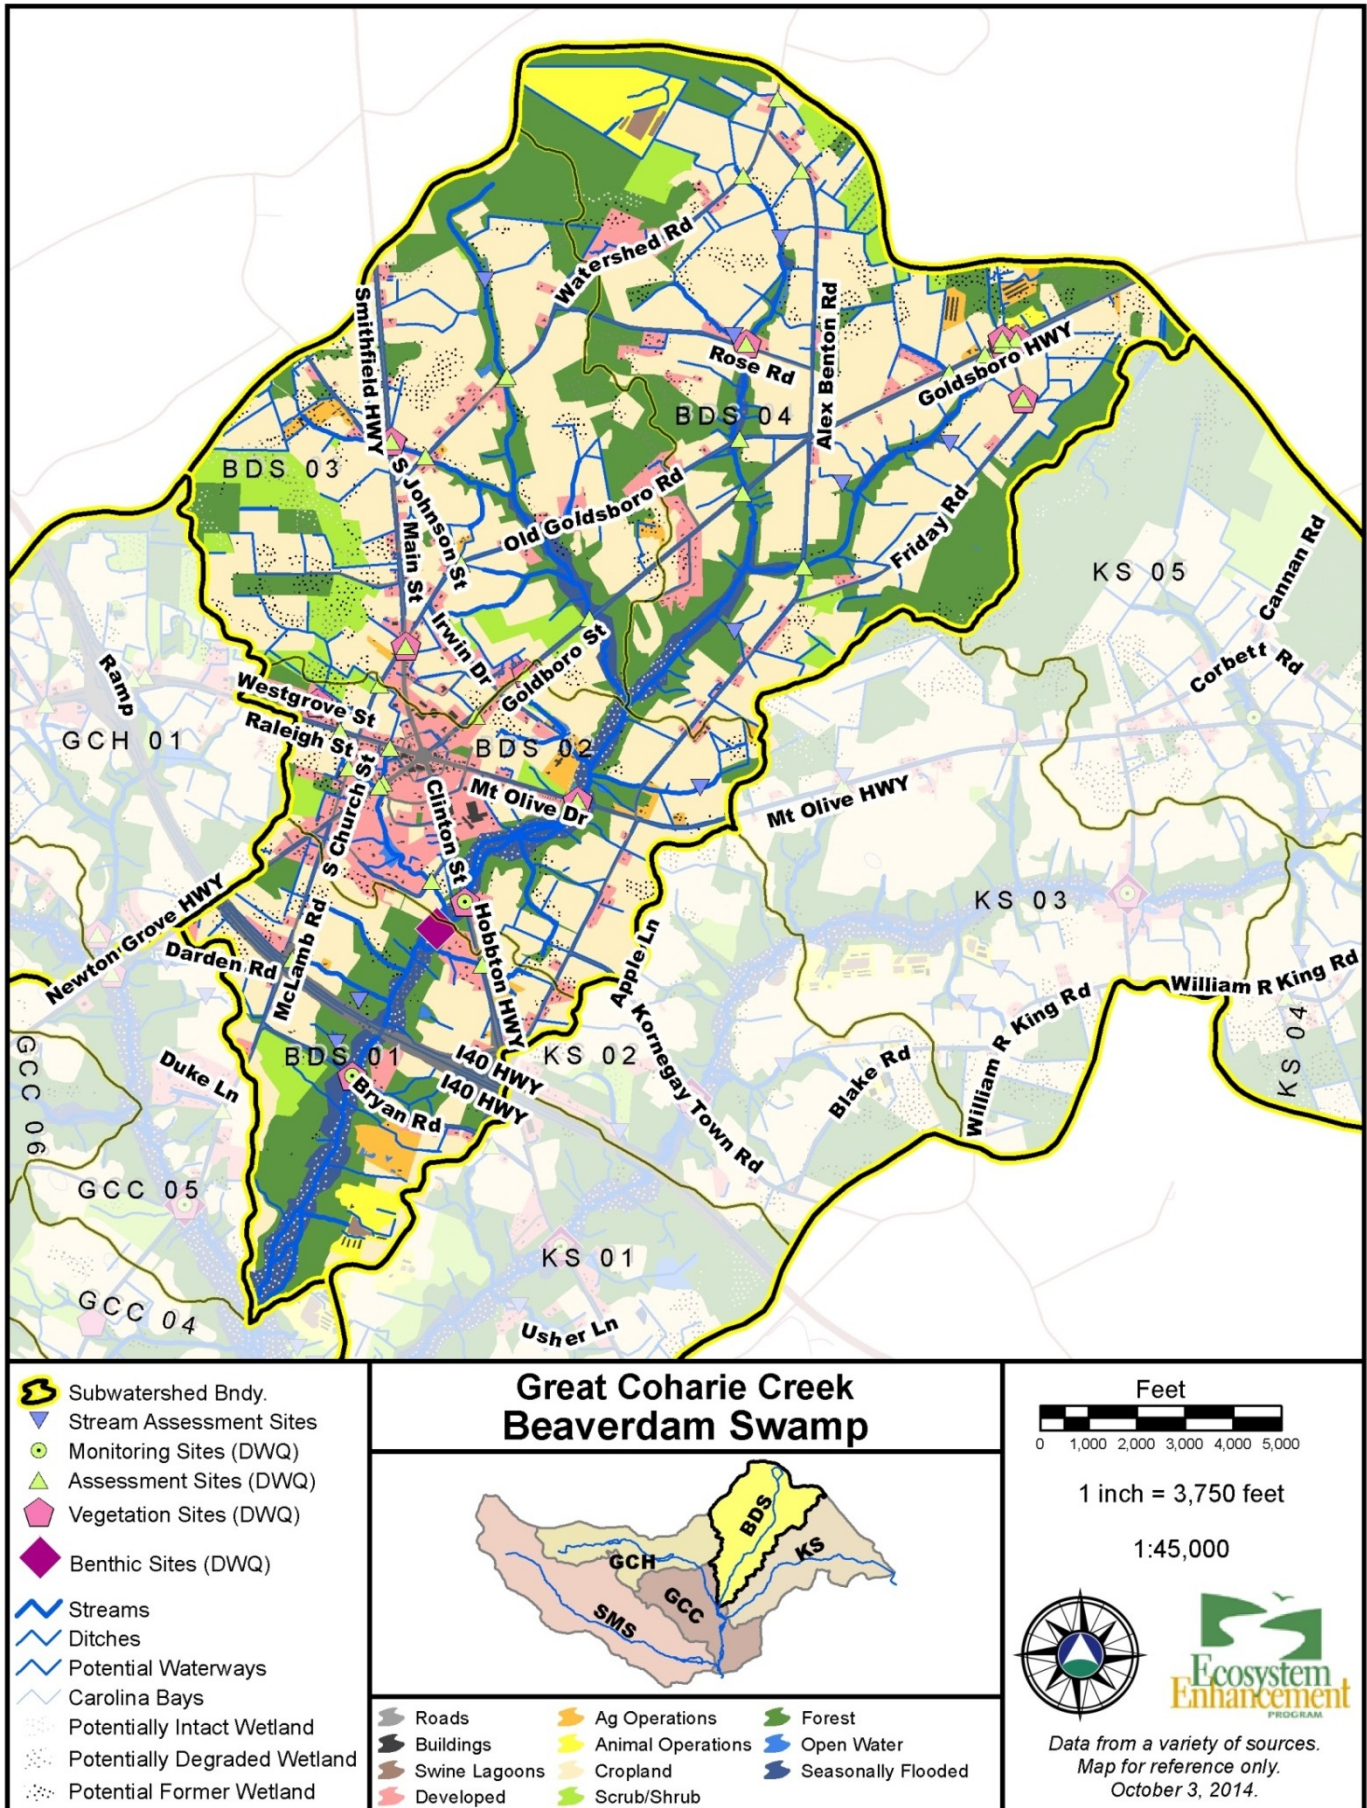 Watershed Rd
Smithfield HWY
Alex Benton Rd
Rose Rd
Goldsboro HWY
BDS 04
BDS 03
S Johnson St
Main St
Old Goldsboro Rd
Friday Rd
KS 05
Cannan Rd
Corbett Rd
Irwin Dr
Goldboro St
Ramp
Westgrove St
Raleigh St
GCH 01
BDS 02
Mt Olive Dr
Mt Olive HWY
S Church St
Clinton St
KS 03
Newton Grove HWY
Darden Rd
McLamb Rd
Hobbton HWY
Apple Ln
Kornegay Town Rd
William R King Rd
William R King Rd
KS 04
GCC 06
Duke Ln
BDS 01
I40 HWY
I40 HWY
KS 02
Blake Rd
Bryan Rd
GCC 05
KS 01
GCC 04
Usher Ln
Subwatershed Bndy.
Stream Assessment Sites
Monitoring Sites (DWQ)
Assessment Sites (DWQ)
Vegetation Sites (DWQ)
Benthic Sites (DWQ)
Streams
Ditches
Potential Waterways
Carolina Bays
Potentially Intact Wetland
Potentially Degraded Wetland
Potential Former Wetland
Great Coharie Creek
Beaverdam Swamp
BDS
KS
GCH
GCC
SMS
Roads
Buildings
Swine Lagoons
Developed
Ag Operations
Animal Operations
Cropland
Scrub/Shrub
Forest
Open Water
Seasonally Flooded
Feet
0 1,000 2,000 3,000 4,000 5,000
1 inch = 3,750 feet
1:45,000
Ecosystem
Enhancement
PROGRAM
Data from a variety of sources.
Map for reference only.
October 3, 2014.